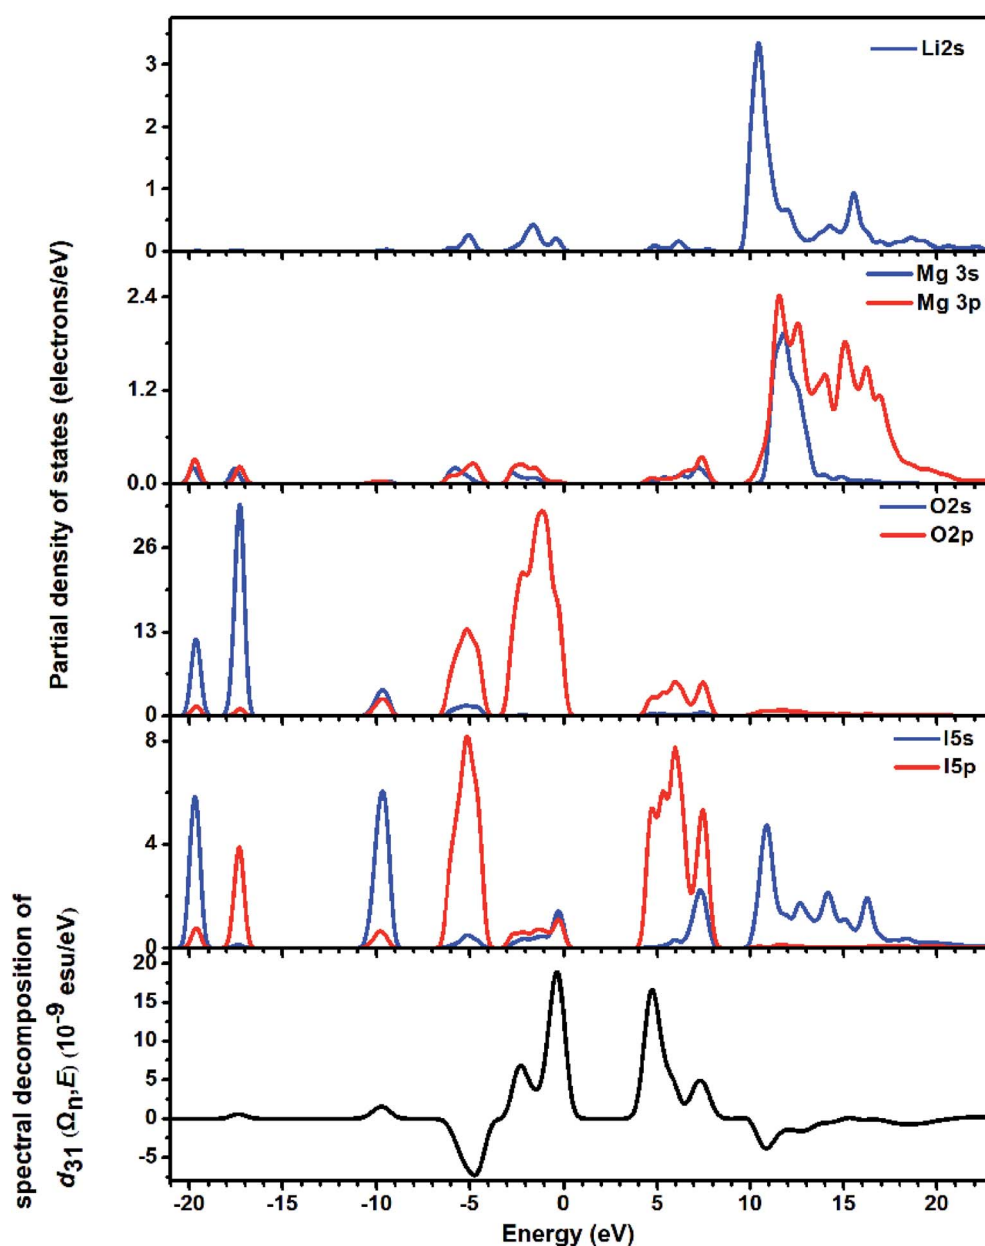 Li2s
3
2
1
0
Mg 3s
Mg 3p
2.4
1.2
0.0
Partial density of states (electrons/eV)
O2s
O2p
26
13
0
I5s
I5p
8
4
0
spectral decomposition of
d31 (Ωn,E) (10-9 esu/eV)
20
15
10
5
0
-5
-20 -15 -10 -5 0 5 10 15 20
Energy (eV)